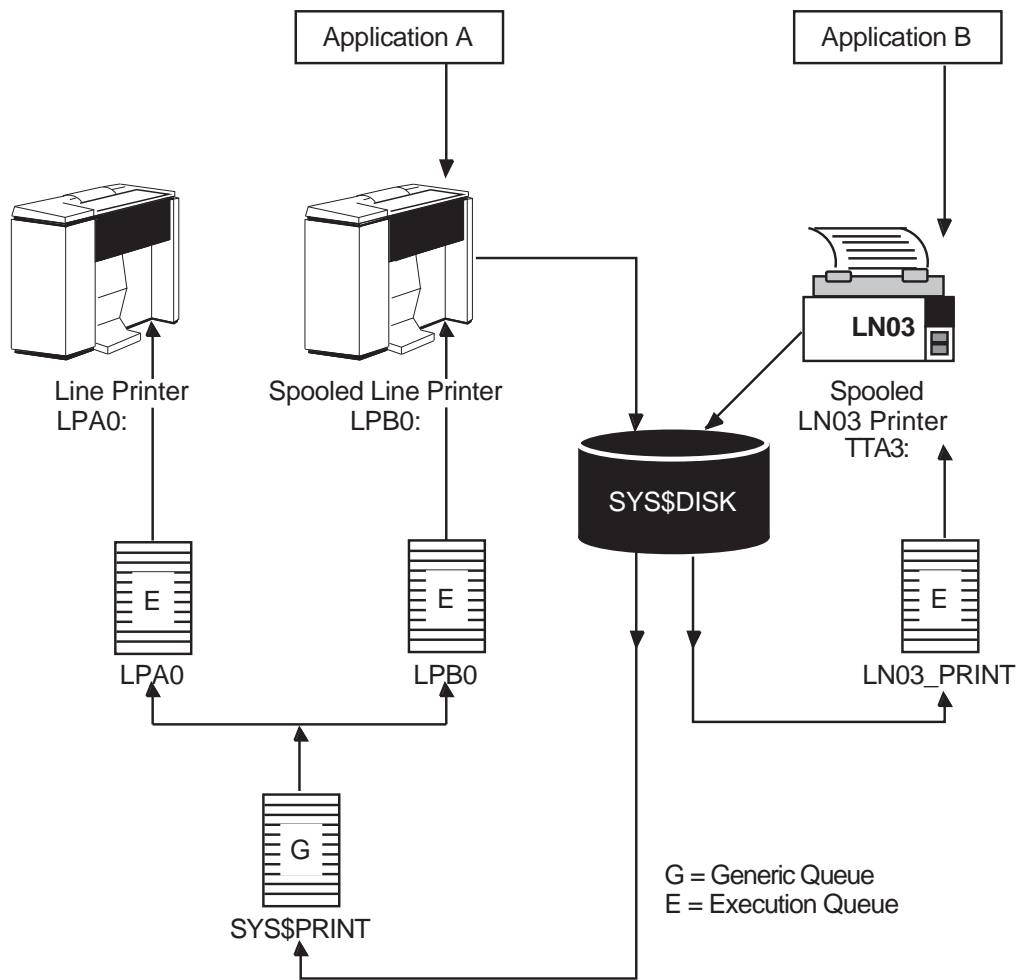 Application A
Application B
LN03
Line Printer
LPA0:
Spooled Line Printer
LPB0:
Spooled
LN03 Printer
TTA3:
SYS$DISK
E
E
E
LPA0
LPB0
LN03_PRINT
G
SYS$PRINT
G = Generic Queue
E = Execution Queue